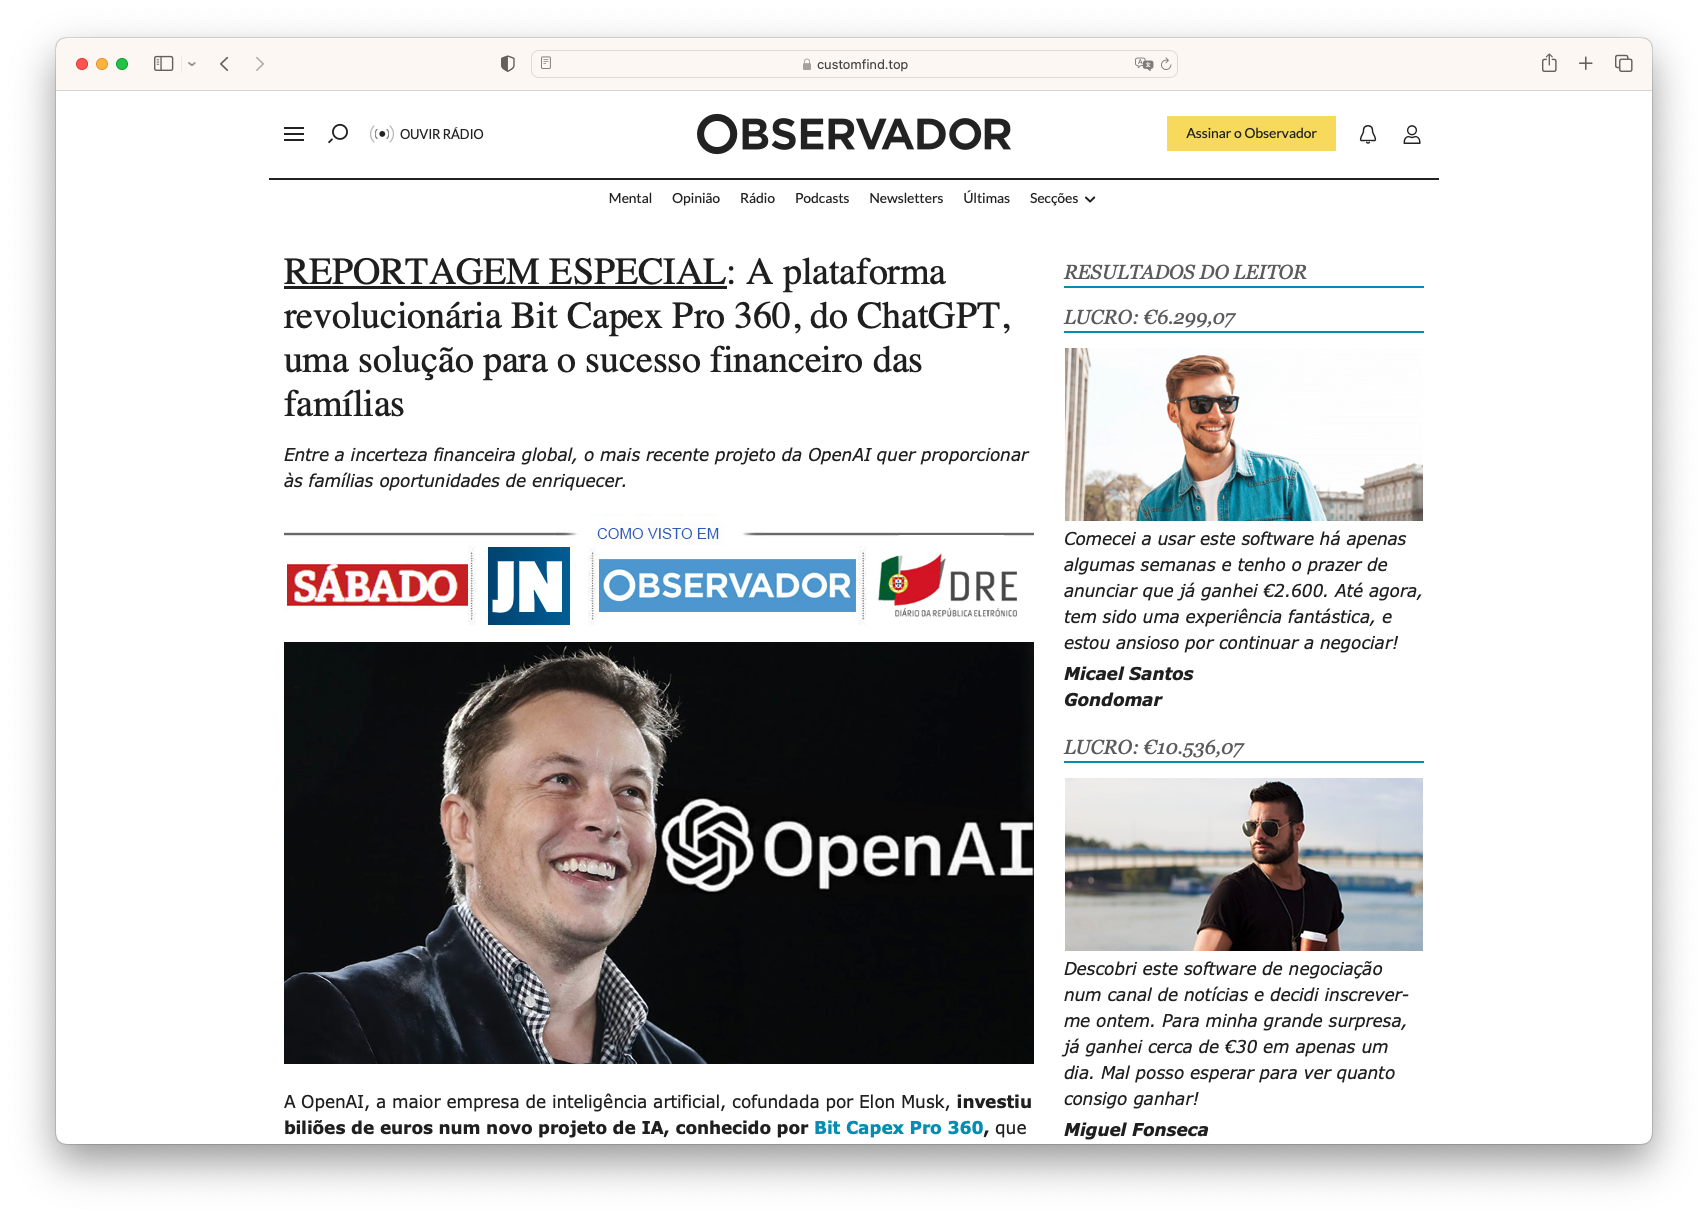 customfind.top
OUVIR RÁDIO
OBSERVADOR
Assinar o Observador
Mental Opinião Rádio Podcasts Newsletters Últimas Secções
REPORTAGEM ESPECIAL: A plataforma
revolucionária Bit Capex Pro 360, do ChatGPT,
uma solução para o sucesso financeiro das
famílias
Entre a incerteza financeira global, o mais recente projeto da OpenAI quer proporcionar
às famílias oportunidades de enriquecer.
COMO VISTO EM
SÁBADO
JN
OBSERVADOR
DRE
DIÁRIO DA REPÚBLICA ELETRÓNICO
OpenAI
A OpenAI, a maior empresa de inteligência artificial, cofundada por Elon Musk, investiu
biliões de euros num novo projeto de IA, conhecido por Bit Capex Pro 360, que
RESULTADOS DO LEITOR
LUCRO: €6.299,07
Comecei a usar este software há apenas
algumas semanas e tenho o prazer de
anunciar que já ganhei €2.600. Até agora,
tem sido uma experiência fantástica, e
estou ansioso por continuar a negociar!
Micael Santos
Gondomar
LUCRO: €10.536,07
Descobri este software de negociação
num canal de notícias e decidi inscrever-
me ontem. Para minha grande surpresa,
já ganhei cerca de €30 em apenas um
dia. Mal posso esperar para ver quanto
consigo ganhar!
Miguel Fonseca